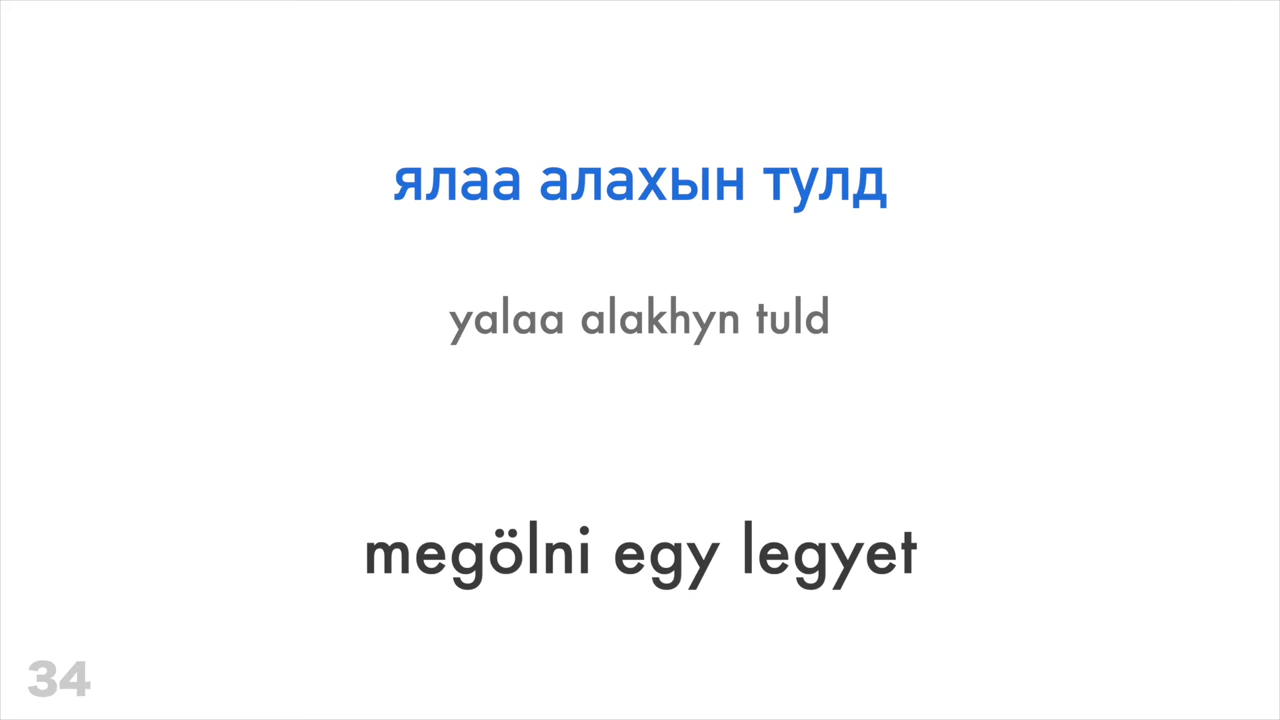 ялаа алахын тулд
yalaa alakhyn tuld
megölni egy legyet
34